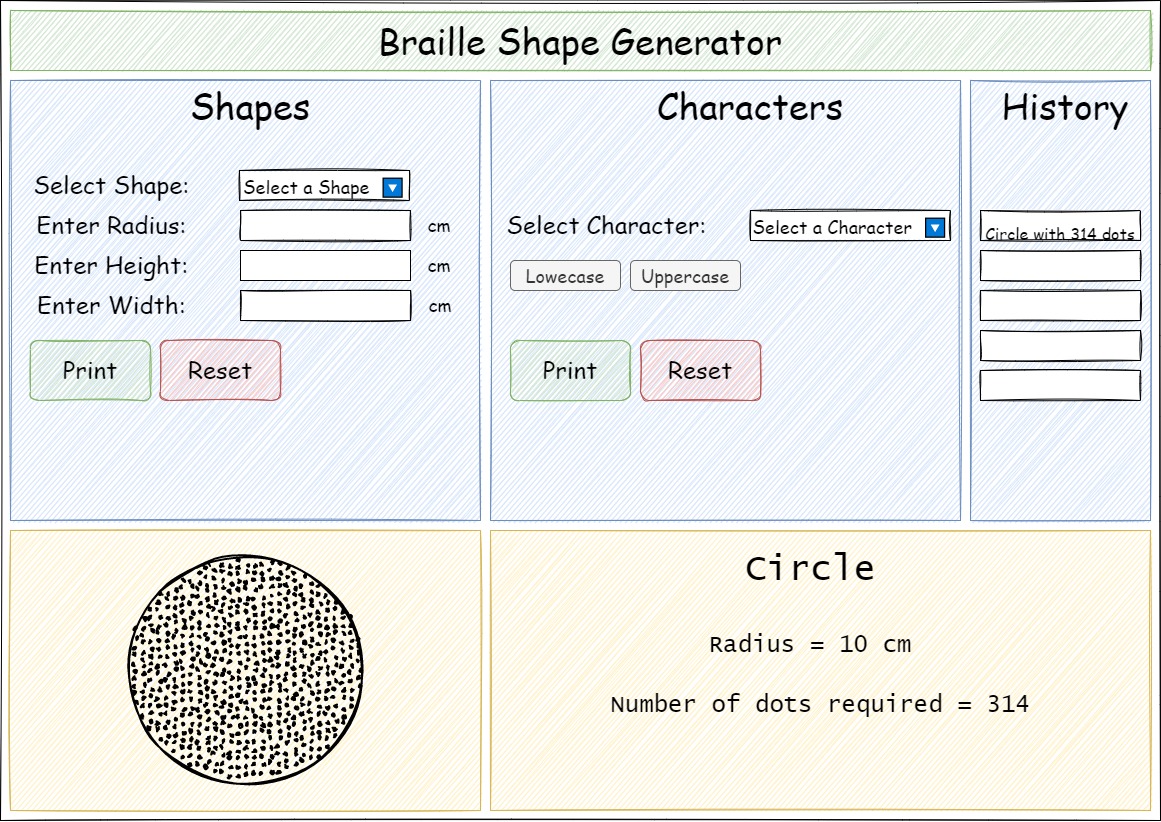 Braille Shape Generator
Shapes
Select Shape: Select a Shape
Enter Radius: cm
Enter Height: cm
Enter Width: cm
Print Reset
Characters
Select Character: Select a Character
Lowecase Uppercase
Print Reset
History
Circle with 314 dots
Circle
Radius = 10 cm
Number of dots required = 314